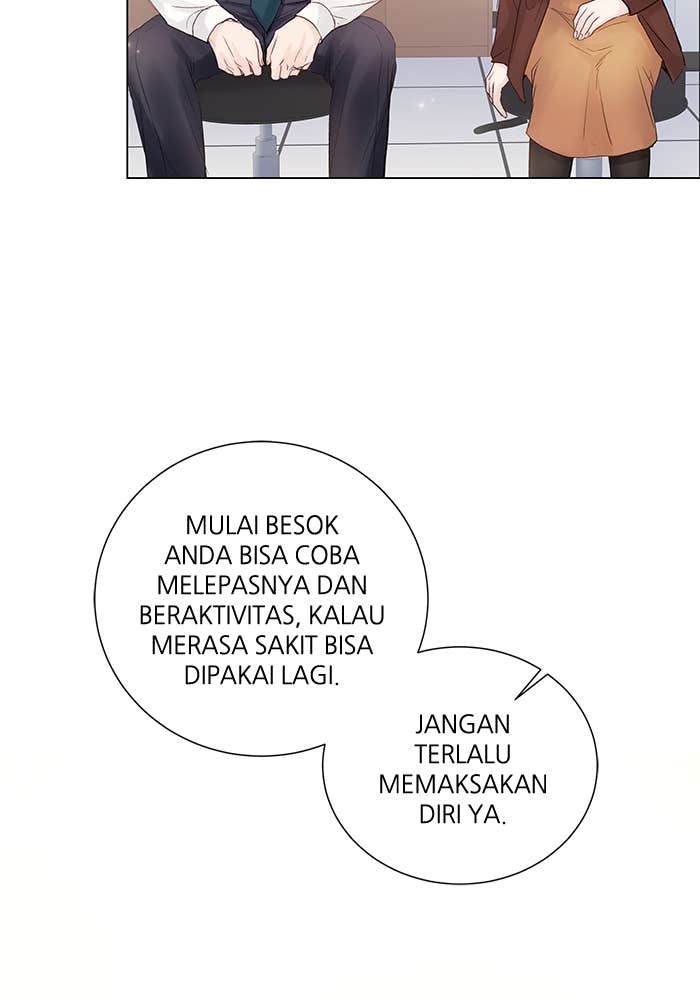 MULAI BESOK
ANDA BISA COBA
MELEPASNYA DAN
BERAKTIVITAS, KALAU
MERASA SAKIT BISA
DIPAKAI LAGI.
JANGAN
TERLALU
MEMAKSAKAN
DIRI YA.